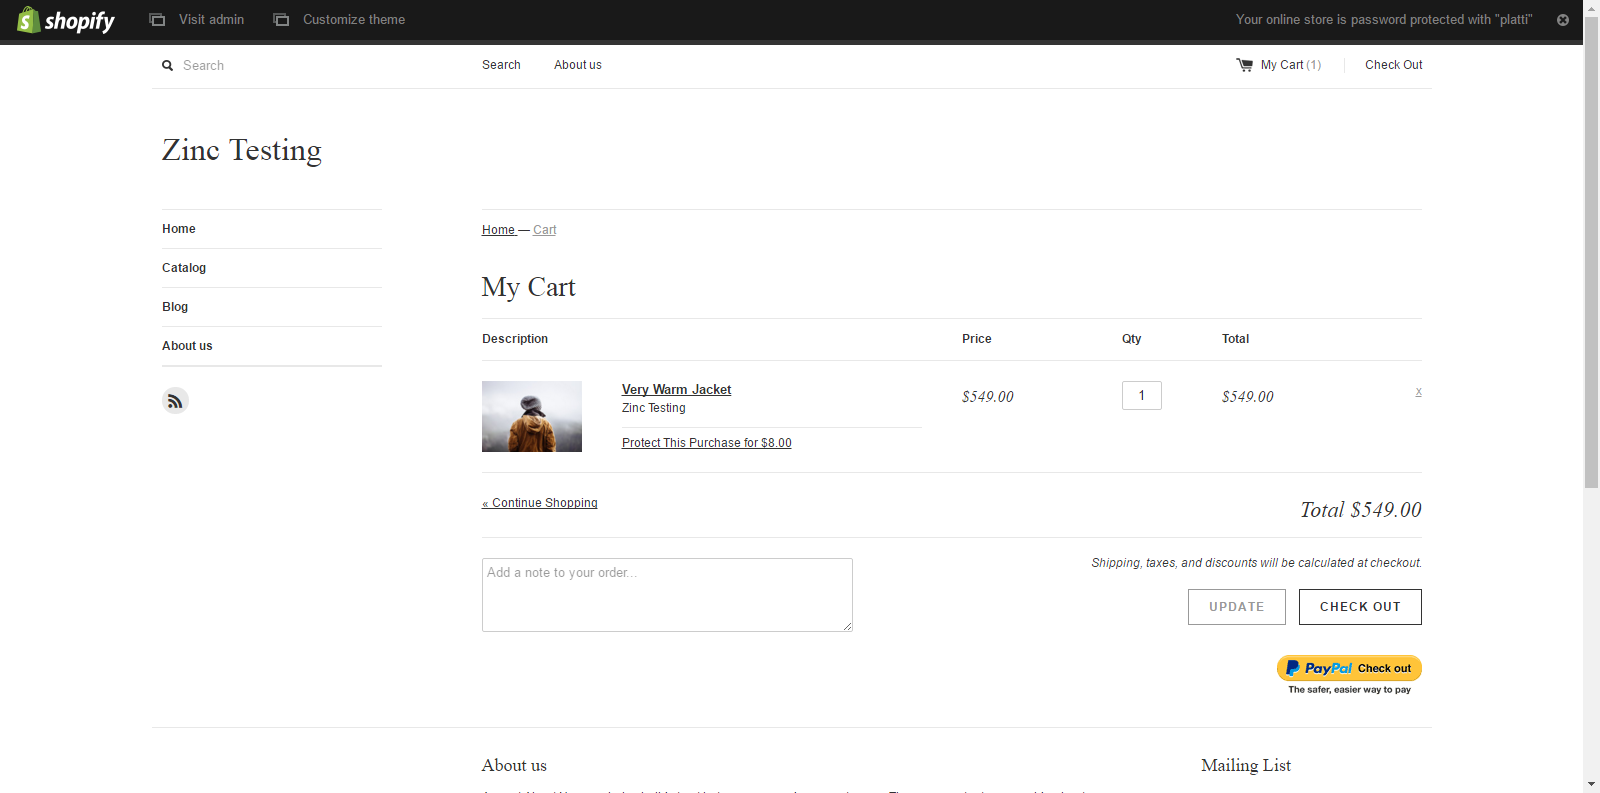 shopify Visit admin Customize theme Your online store is password protected with "platti"
Search Search About us My Cart (1) Check Out
Zinc Testing
Home
Catalog
Blog
About us
Home — Cart
My Cart
Description Price Qty Total
Very Warm Jacket $549.00 1 $549.00 x
Zinc Testing
Protect This Purchase for $8.00
« Continue Shopping Total $549.00
Add a note to your order...
Shipping, taxes, and discounts will be calculated at checkout.
UPDATE CHECK OUT
PayPal Check out
The safer, easier way to pay
About us Mailing List